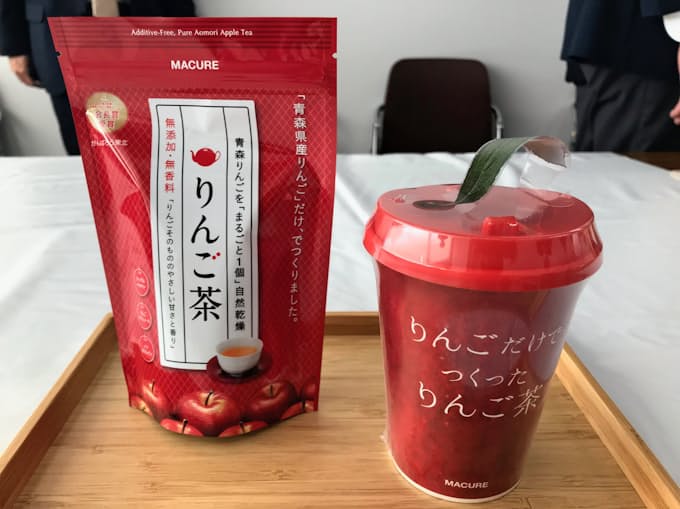 Additive-Free, Pure Aomori Apple Tea
MACURE
「青森県産りんご」だけ、でつくりました。
青森りんごを「まるごと1個」自然乾燥
りんご茶
無添加・無香料「りんごそのもののやさしい甘さと香り」
りんごだけで
つくった
りんご茶
MACURE